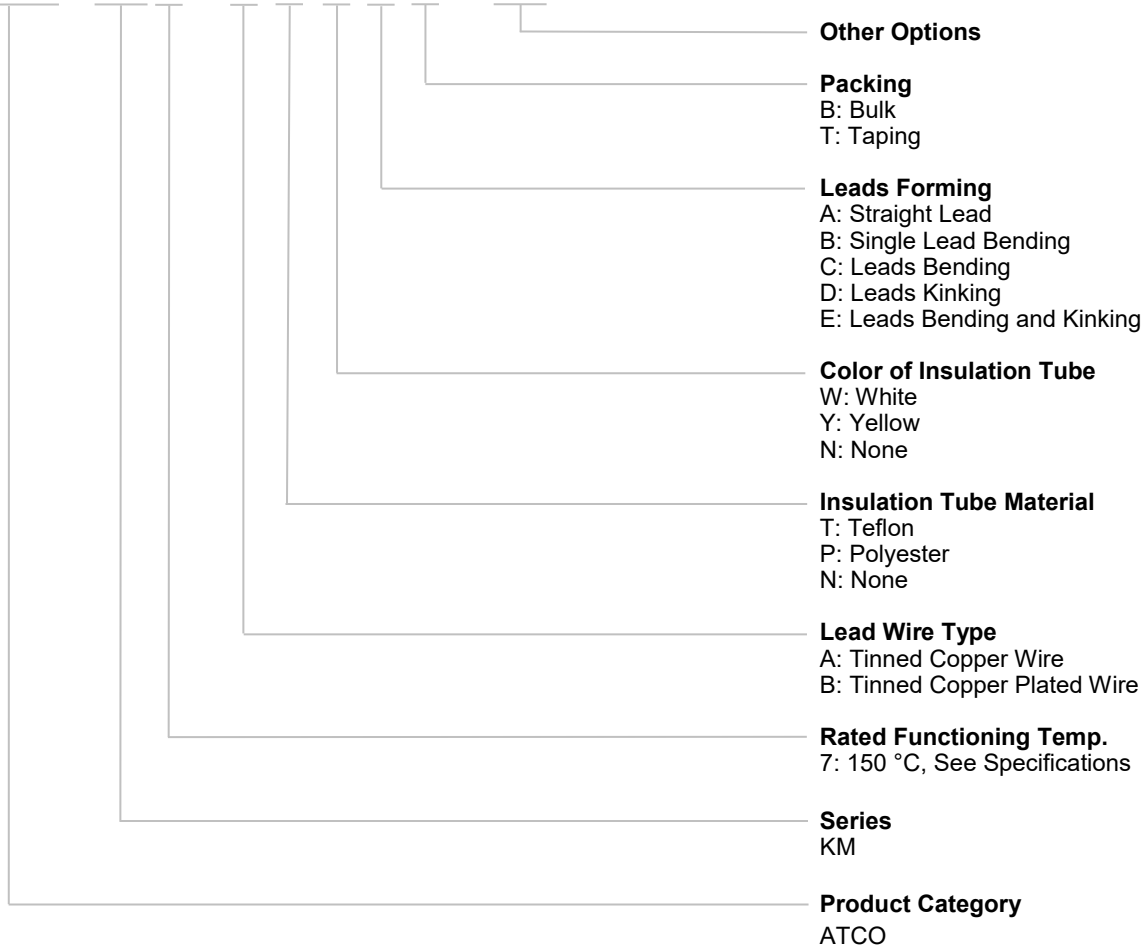 Other Options
Packing
B: Bulk
T: Taping
Leads Forming
A: Straight Lead
B: Single Lead Bending
C: Leads Bending
D: Leads Kinking
E: Leads Bending and Kinking
Color of Insulation Tube
W: White
Y: Yellow
N: None
Insulation Tube Material
T: Teflon
P: Polyester
N: None
Lead Wire Type
A: Tinned Copper Wire
B: Tinned Copper Plated Wire
Rated Functioning Temp.
7: 150 °C, See Specifications
Series
KM
Product Category
ATCO